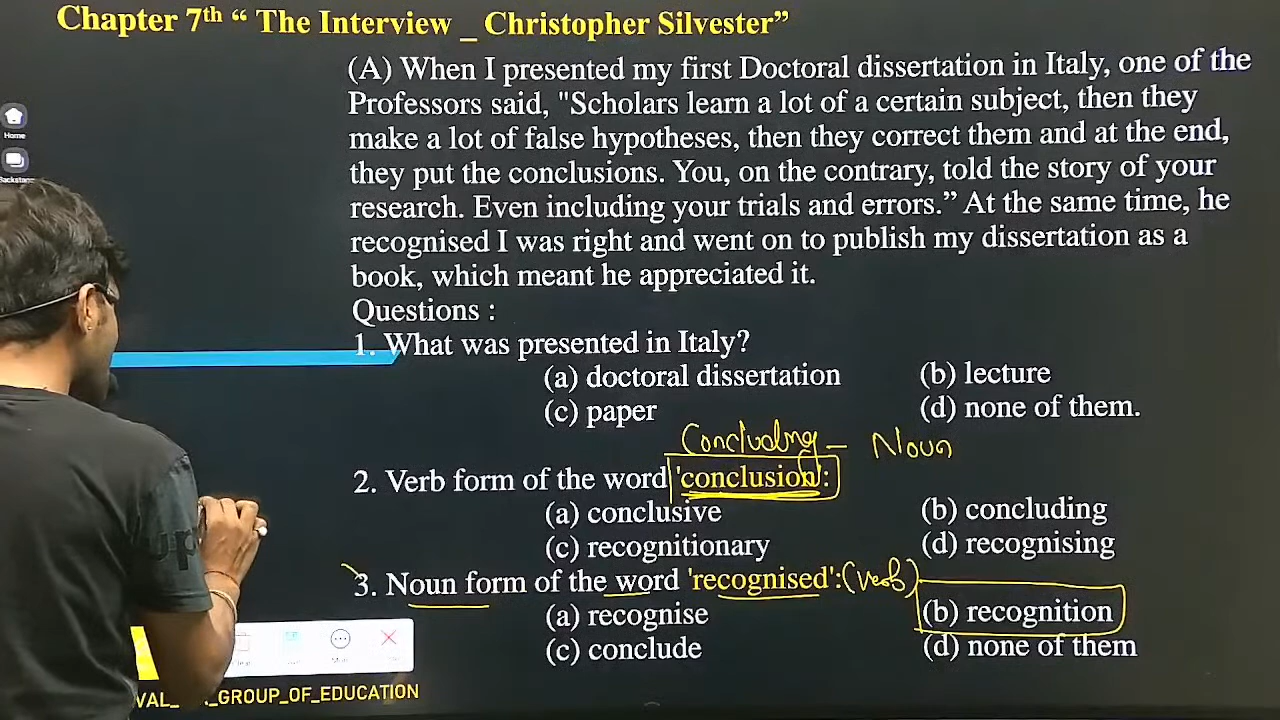 Chapter 7th “ The Interview _ Christopher Silvester”
(A) When I presented my first Doctoral dissertation in Italy, one of the
Professors said, "Scholars learn a lot of a certain subject, then they
make a lot of false hypotheses, then they correct them and at the end,
they put the conclusions. You, on the contrary, told the story of your
research. Even including your trials and errors.” At the same time, he
recognised I was right and went on to publish my dissertation as a
book, which meant he appreciated it.
Questions :
1. What was presented in Italy?
(a) doctoral dissertation (b) lecture
(c) paper (d) none of them.
Concluding – Noun
2. Verb form of the word 'conclusion':
(a) conclusive (b) concluding
(c) recognitionary (d) recognising
3. Noun form of the word 'recognised': (verb)
(a) recognise (b) recognition
(c) conclude (d) none of them
Home
GROUP_OF_EDUCATION